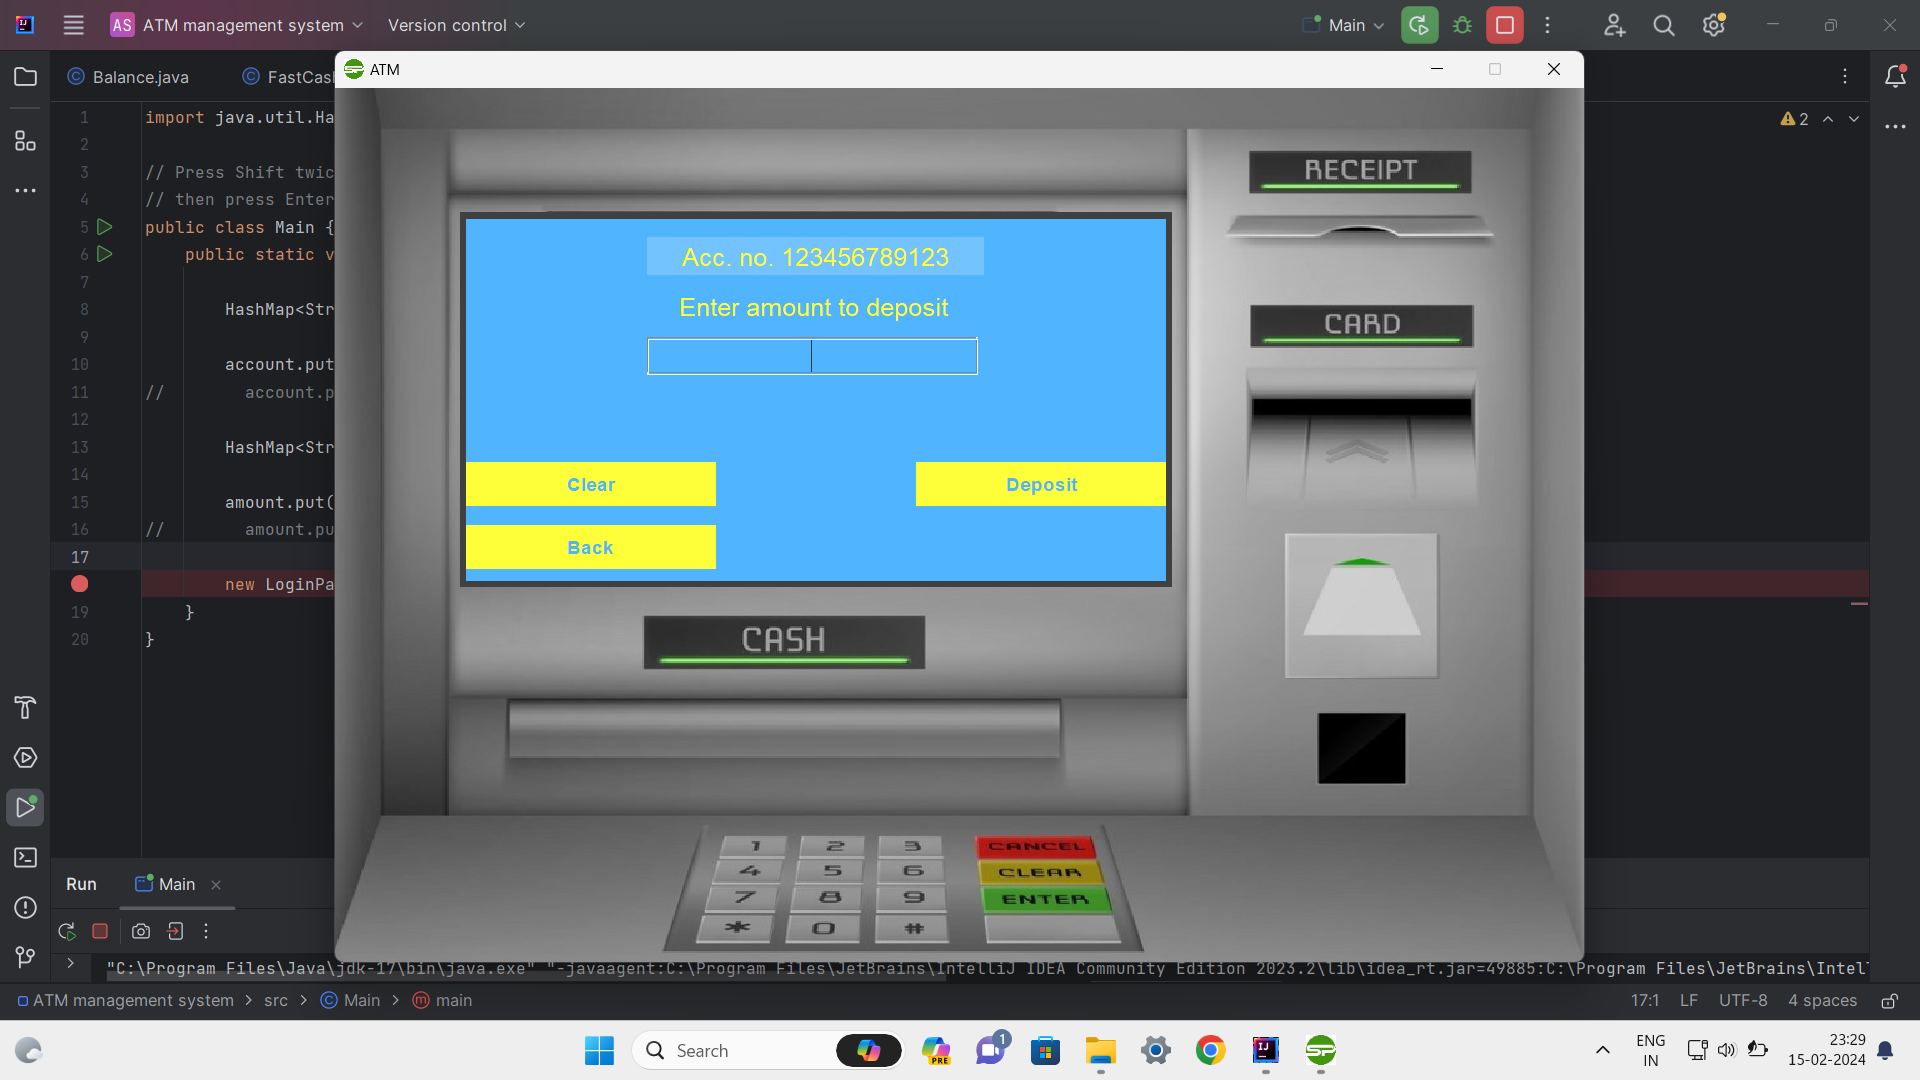 AS ATM management system Version control Main
Balance.java FastCas
ATM
2
1 import java.util.Ha
2
3 // Press Shift twic
4 // then press Enter
5 public class Main {
6 public static v
7
8 HashMap<Str
9
10 account.put
11 // account.p
12
13 HashMap<Str
14
15 amount.put(
16 // amount.pu
17
new LoginPa
19 }
20 }
RECEIPT
Acc. no. 123456789123
Enter amount to deposit
CARD
Clear Deposit
Back
CASH
1 2 3 CANCEL
4 5 6 CLEAR
7 8 9 ENTER
* 0 #
Run Main
"C:\Program Files\Java\jdk-17\bin\java.exe" "-javaagent:C:\Program Files\JetBrains\IntelliJ IDEA Community Edition 2023.2\lib\idea_rt.jar=49885:C:\Program Files\JetBrains\Intel
ATM management system > src > Main > main 17:1 LF UTF-8 4 spaces
Search PRE 1 IJ SP ENG 23:29
IN 15-02-2024